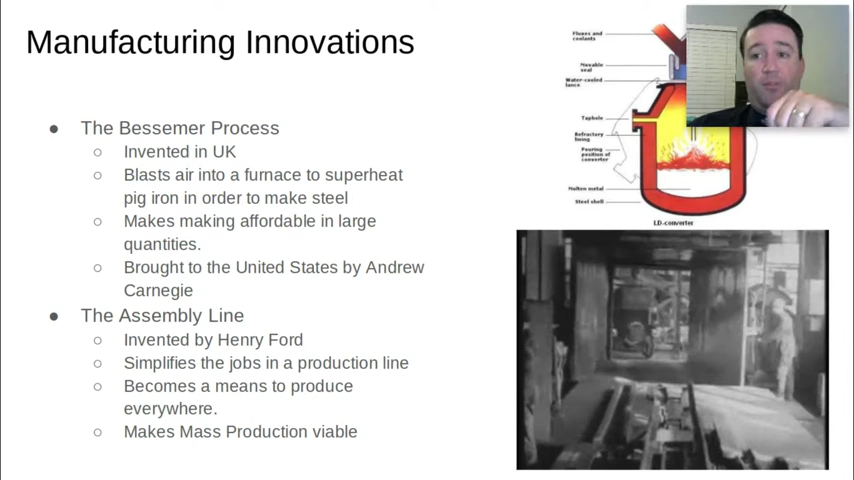 Manufacturing Innovations
● The Bessemer Process
○ Invented in UK
○ Blasts air into a furnace to superheat
pig iron in order to make steel
○ Makes making affordable in large
quantities.
○ Brought to the United States by Andrew
Carnegie
● The Assembly Line
○ Invented by Henry Ford
○ Simplifies the jobs in a production line
○ Becomes a means to produce
everywhere.
○ Makes Mass Production viable
Fluxes and
coolants
Movable
seal
Water-cooled
lance
Taphole
Refractory
lining
Pouring
position of
converter
Molten metal
Steel shell
LD-converter